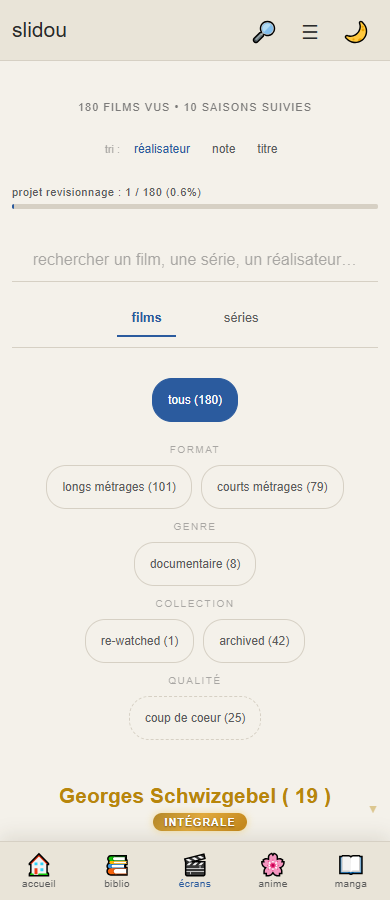 slidou
180 FILMS VUS • 10 SAISONS SUIVIES
tri : réalisateur note titre
projet revisionnage : 1 / 180 (0.6%)
rechercher un film, une série, un réalisateur…
films séries
tous (180)
FORMAT
longs métrages (101) courts métrages (79)
GENRE
documentaire (8)
COLLECTION
re-watched (1) archived (42)
QUALITÉ
coup de coeur (25)
Georges Schwizgebel ( 19 )
INTÉGRALE
accueil biblio écrans anime manga